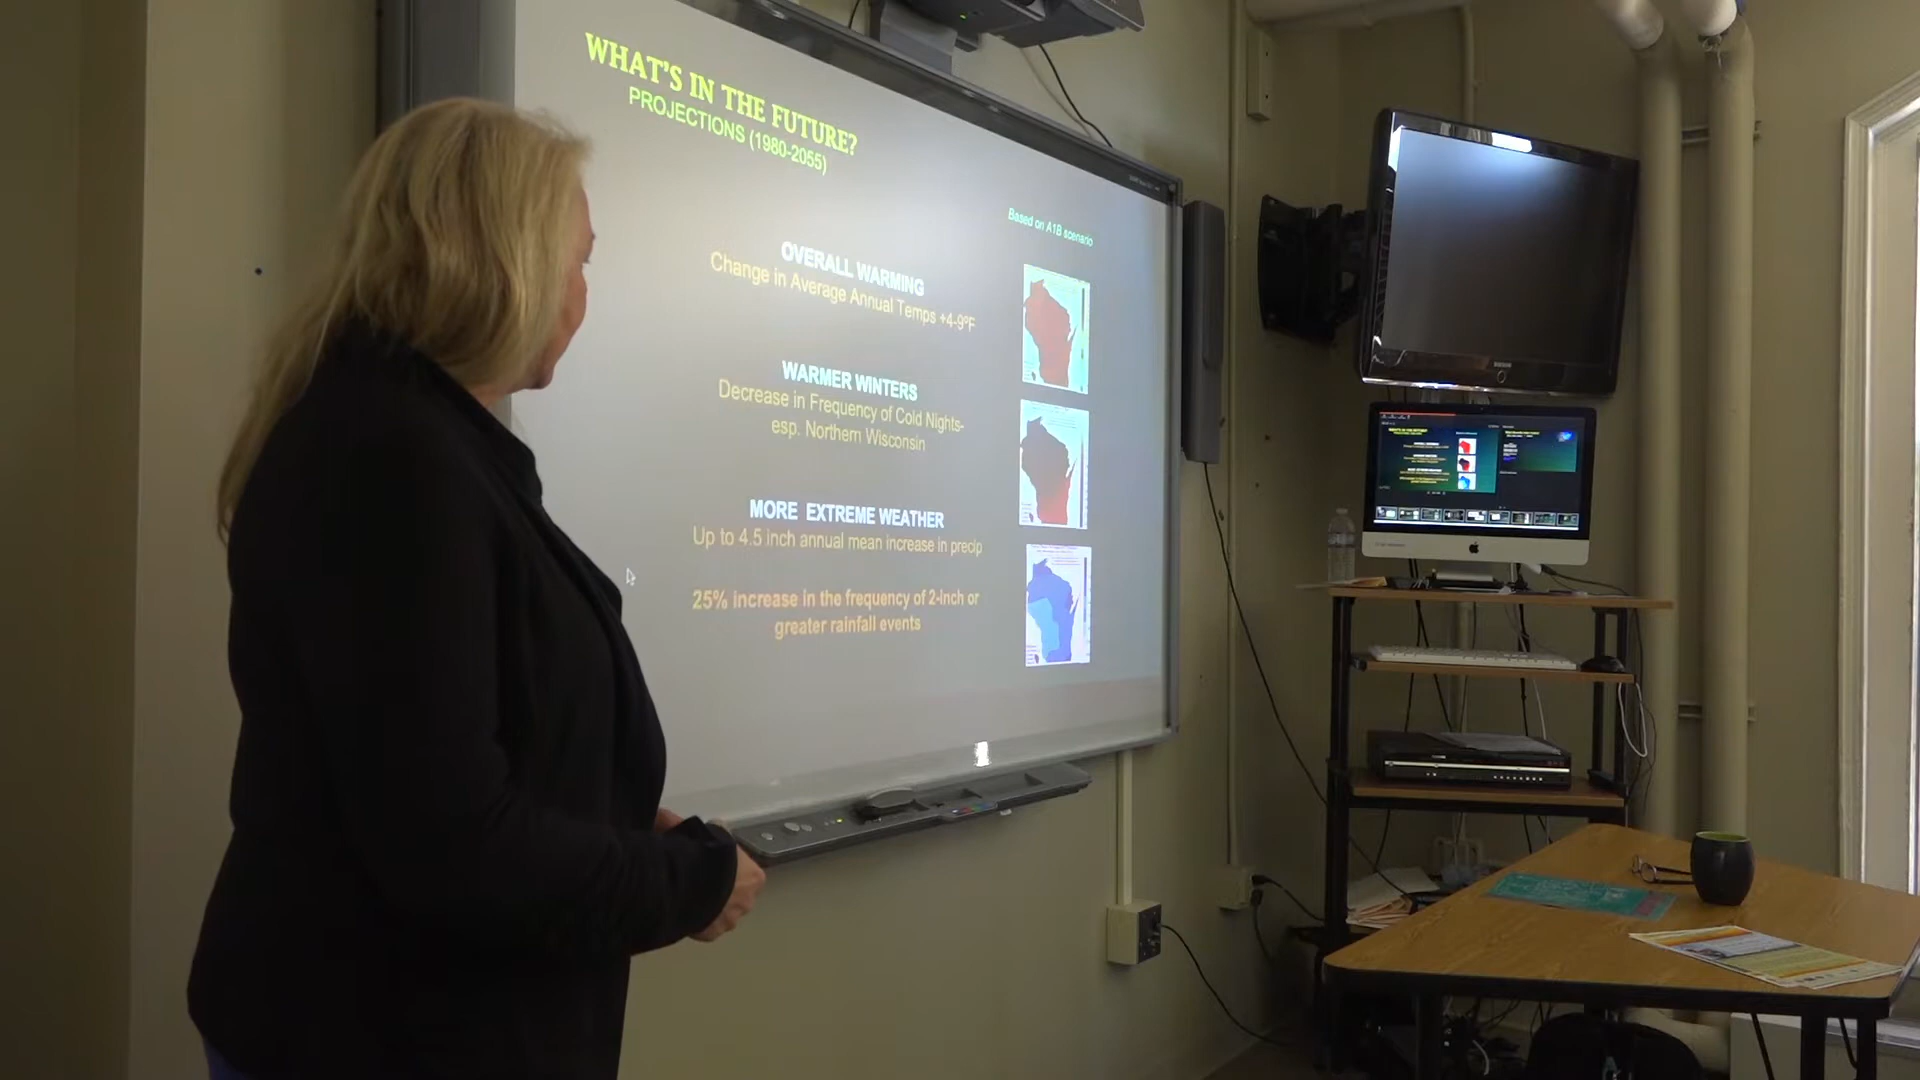 WHAT'S IN THE FUTURE?
PROJECTIONS (1980-2055)
Based on A1B scenario
OVERALL WARMING
Change in Average Annual Temps +4-9ºF
WARMER WINTERS
Decrease in Frequency of Cold Nights-
esp. Northern Wisconsin
MORE EXTREME WEATHER
Up to 4.5 inch annual mean increase in precip
25% increase in the frequency of 2-inch or
greater rainfall events